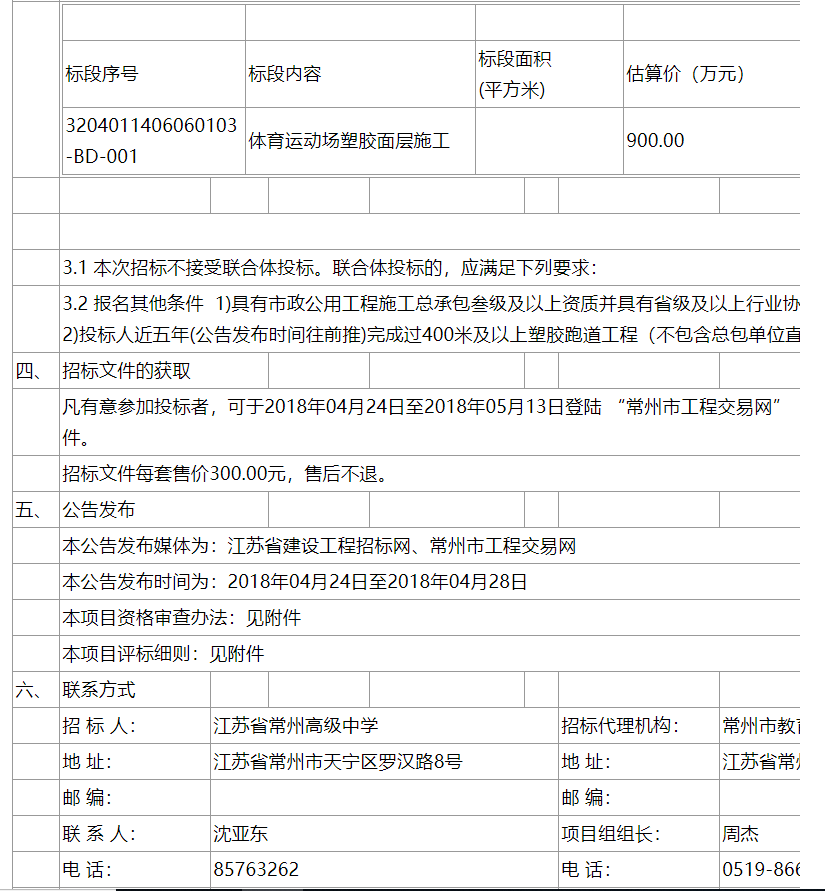 标段序号 标段内容 标段面积 估算价（万元）
(平方米)
3204011406060103 体育运动场塑胶面层施工 900.00
-BD-001
3.1 本次招标不接受联合体投标。联合体投标的，应满足下列要求：
3.2 报名其他条件 1)具有市政公用工程施工总承包叁级及以上资质并具有省级及以上行业协
2)投标人近五年(公告发布时间往前推)完成过400米及以上塑胶跑道工程（不包含总包单位直
四、 招标文件的获取
凡有意参加投标者，可于2018年04月24日至2018年05月13日登陆 “常州市工程交易网”
件。
招标文件每套售价300.00元，售后不退。
五、 公告发布
本公告发布媒体为：江苏省建设工程招标网、常州市工程交易网
本公告发布时间为：2018年04月24日至2018年04月28日
本项目资格审查办法：见附件
本项目评标细则：见附件
六、 联系方式
招 标 人： 江苏省常州高级中学 招标代理机构： 常州市教
地 址： 江苏省常州市天宁区罗汉路8号 地 址： 江苏省常
邮 编： 邮 编：
联 系 人： 沈亚东 项目组组长： 周杰
电 话： 85763262 电 话： 0519-866